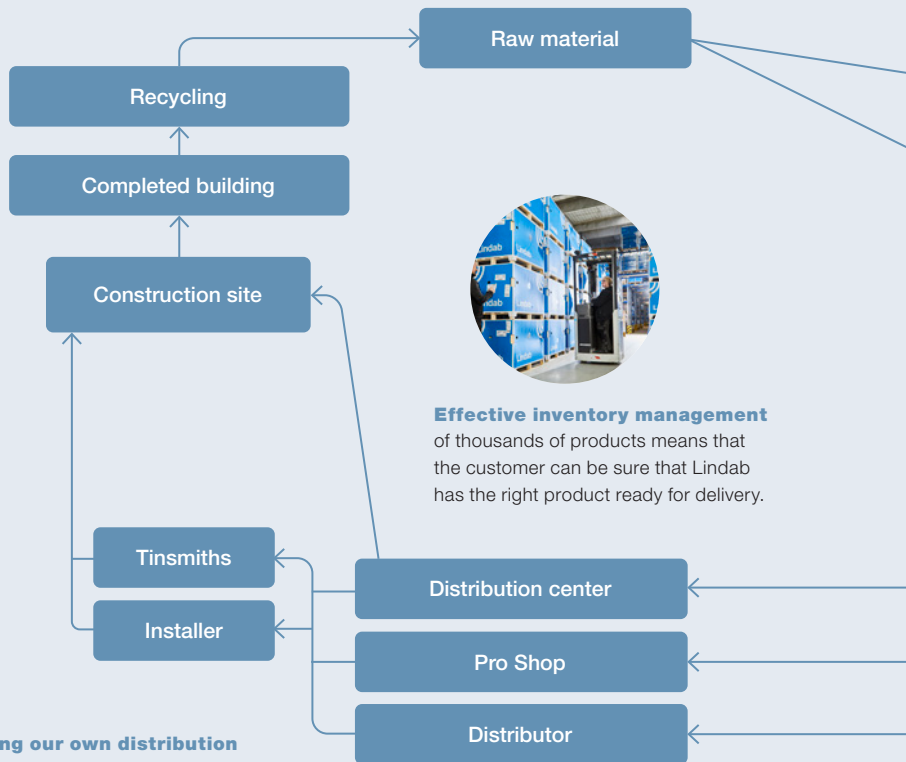 Raw material
Recycling
Completed building
Construction site
Lindab
Effective inventory management
of thousands of products means that
the customer can be sure that Lindab
has the right product ready for delivery.
Tinsmiths
Distribution center
Installer
Pro Shop
Distributor
our own distribution